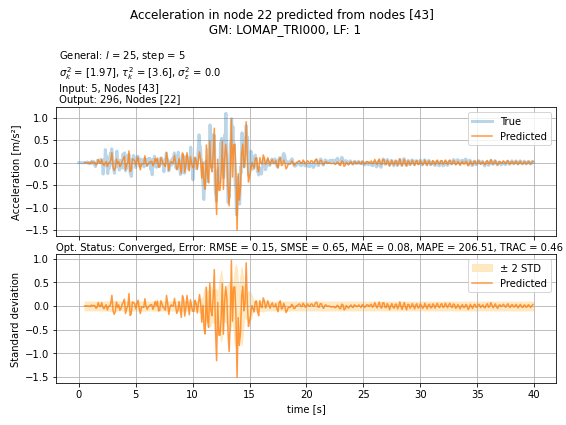 Acceleration in node 22 predicted from nodes [43]
GM: LOMAP_TRI000, LF: 1
General: l = 25, step = 5
σ²ₖ = [1.97], τ²ₖ = [3.6], σ²ε = 0.0
Input: 5, Nodes [43]
Output: 296, Nodes [22]
Acceleration [m/s²]
1.0
0.5
0.0
−0.5
−1.0
−1.5
True
Predicted
Opt. Status: Converged, Error: RMSE = 0.15, SMSE = 0.65, MAE = 0.08, MAPE = 206.51, TRAC = 0.46
Standard deviation
1.0
0.5
0.0
−0.5
−1.0
−1.5
± 2 STD
Predicted
0 5 10 15 20 25 30 35 40
time [s]